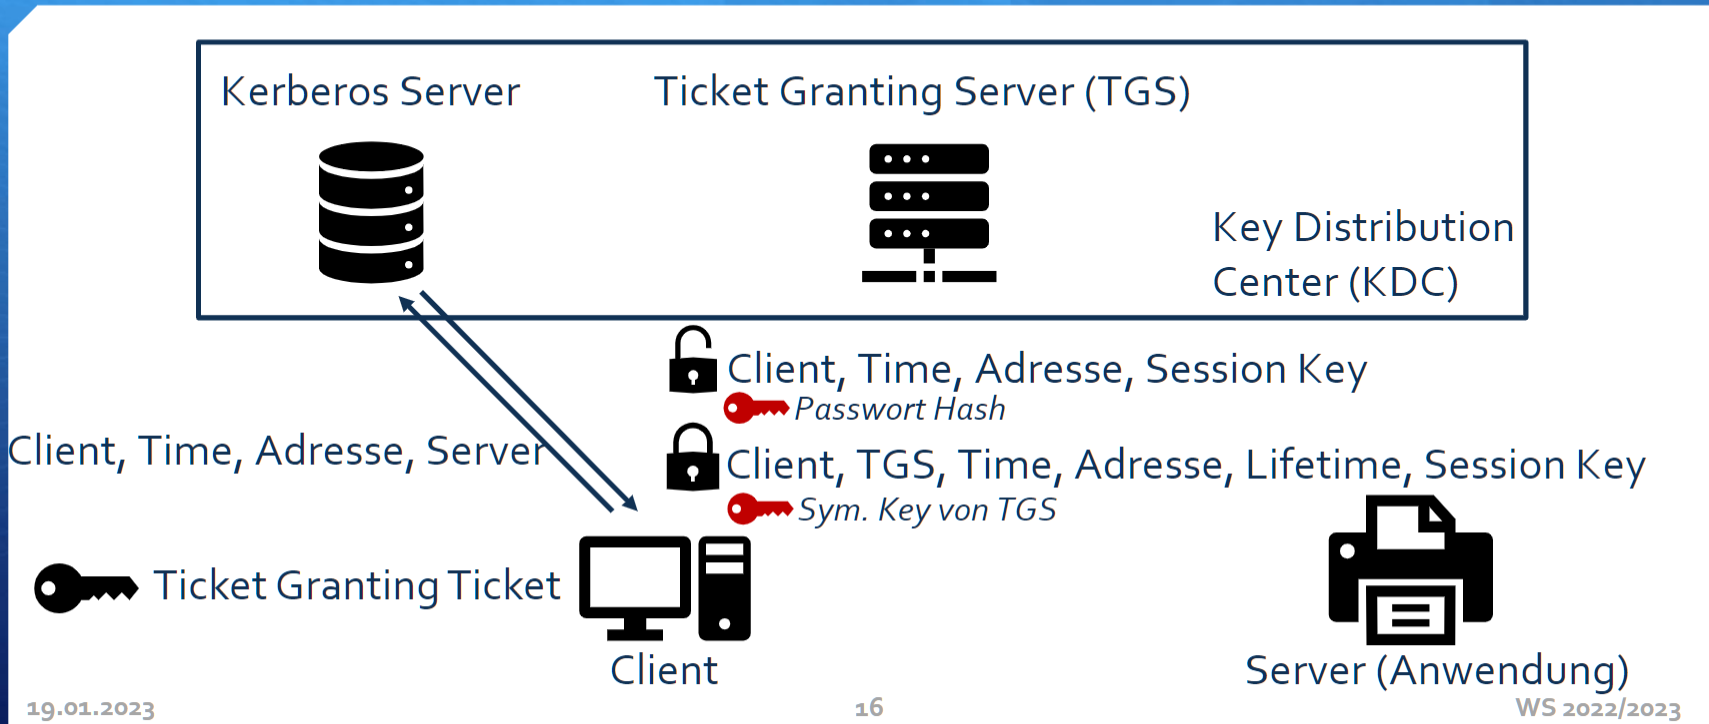 Kerberos Server
Ticket Granting Server (TGS)
Key Distribution
Center (KDC)
Client, Time, Adresse, Session Key
Passwort Hash
Client, Time, Adresse, Server
Client, TGS, Time, Adresse, Lifetime, Session Key
Sym. Key von TGS
Ticket Granting Ticket
Client
Server (Anwendung)
19.01.2023
16
WS 2022/2023